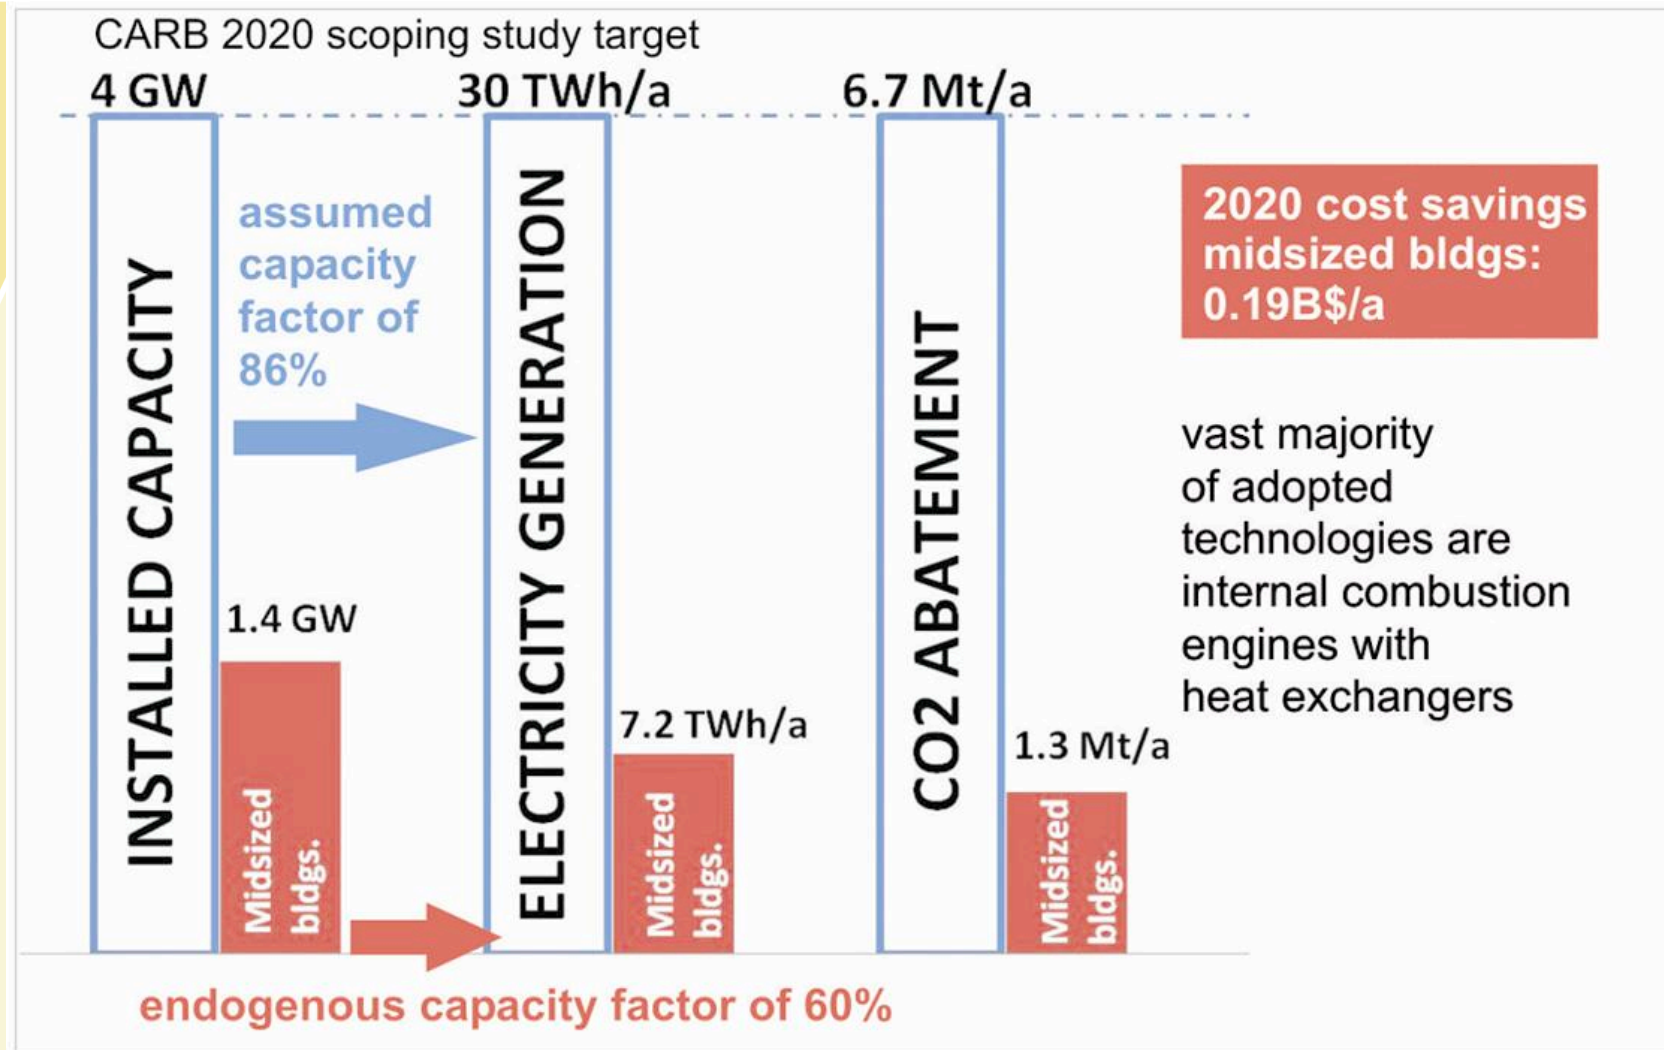 CARB 2020 scoping study target
4 GW
30 TWh/a
6.7 Mt/a
INSTALLED CAPACITY
assumed
capacity
factor of
86%
1.4 GW
Midsized
bldgs.
ELECTRICITY GENERATION
7.2 TWh/a
Midsized
bldgs.
CO2 ABATEMENT
1.3 Mt/a
Midsized
bldgs.
2020 cost savings
midsized bldgs:
0.19B$/a
vast majority
of adopted
technologies are
internal combustion
engines with
heat exchangers
endogenous capacity factor of 60%